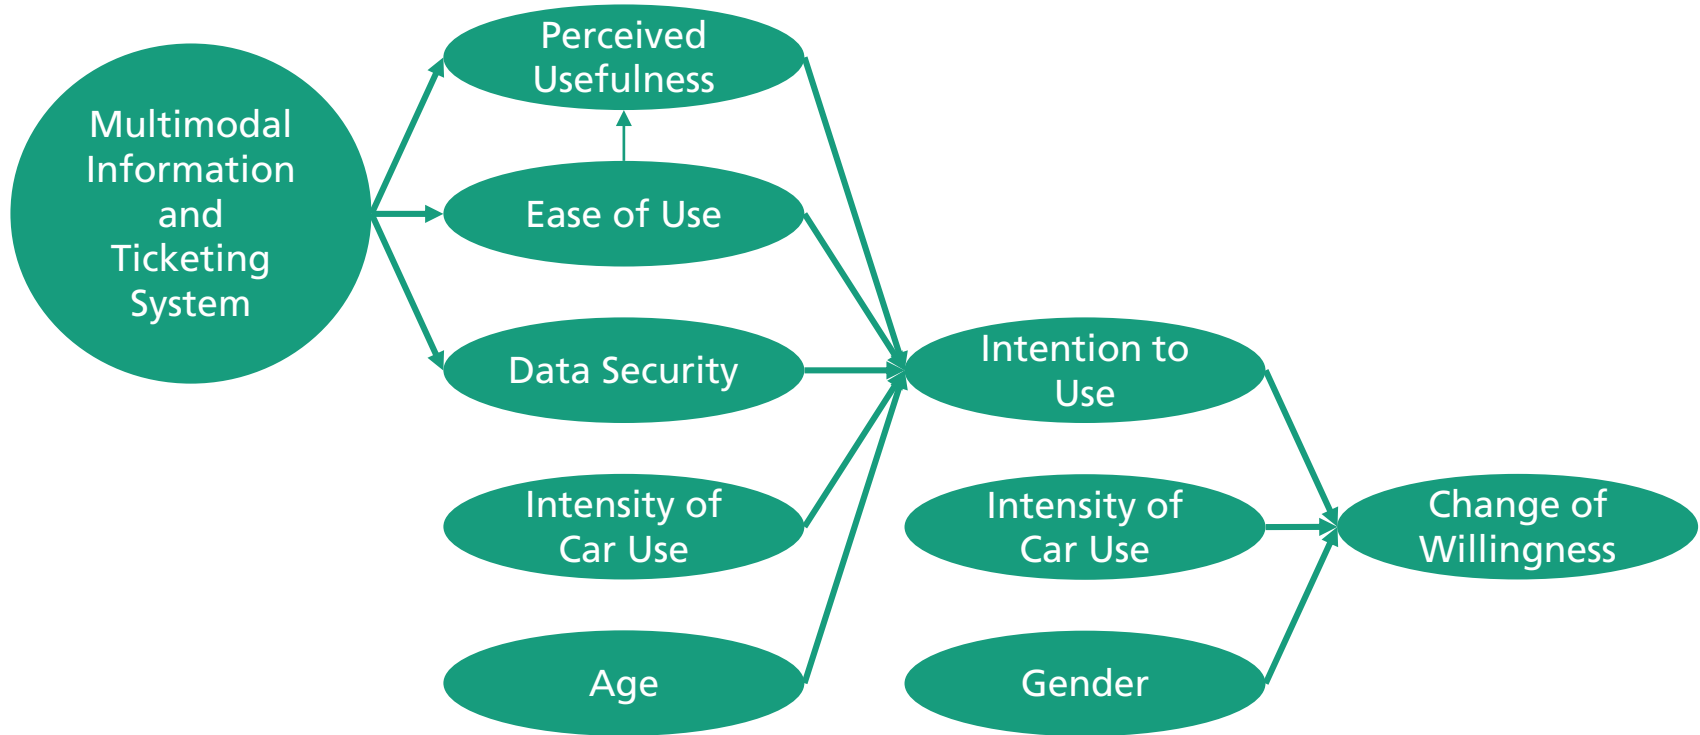 Multimodal
Information
and
Ticketing
System
Perceived
Usefulness
Ease of Use
Data Security
Intensity of
Car Use
Age
Intention to
Use
Intensity of
Car Use
Gender
Change of
Willingness